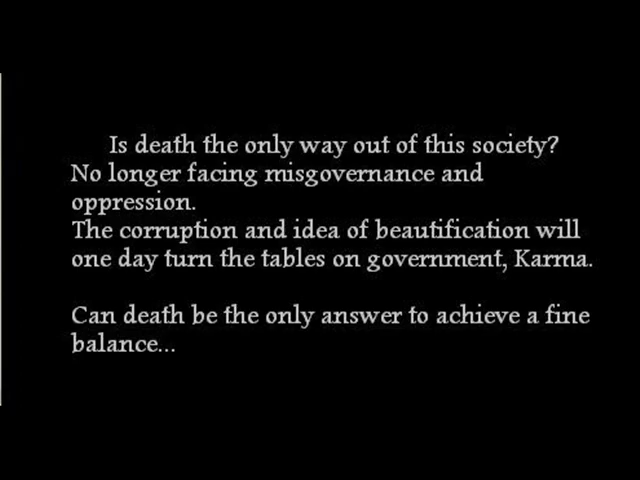 Is death the only way out of this society?
No longer facing misgovernance and
oppression.
The corruption and idea of beautification will
one day turn the tables on government, Karma.
Can death be the only answer to achieve a fine
balance...